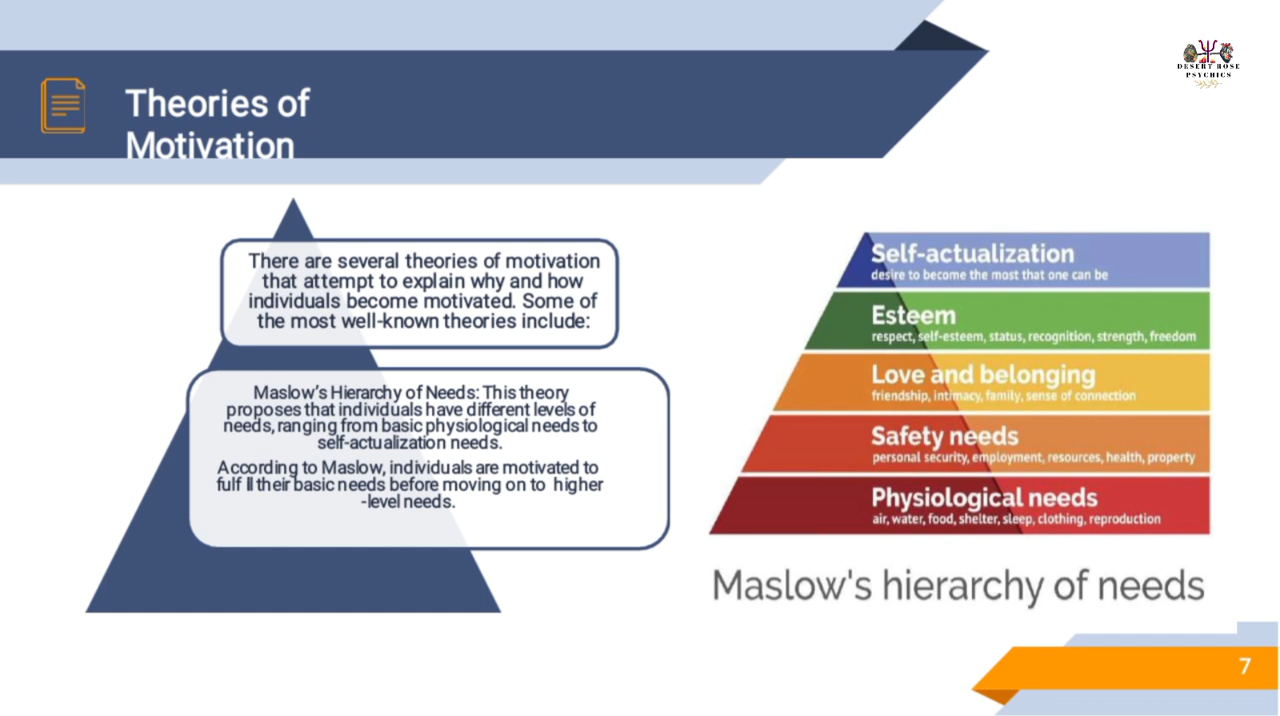 Theories of
Motivation
DESERT ROSE
PSYCHICS
There are several theories of motivation
that attempt to explain why and how
individuals become motivated. Some of
the most well-known theories include:
Maslow's Hierarchy of Needs: This theory
proposes that individuals have different levels of
needs, ranging from basic physiological needs to
self-actualization needs.
According to Maslow, individuals are motivated to
fulf ll their basic needs before moving on to higher
-level needs.
Self-actualization
desire to become the most that one can be
Esteem
respect, self-esteem, status, recognition, strength, freedom
Love and belonging
friendship, intimacy, family, sense of connection
Safety needs
personal security, employment, resources, health, property
Physiological needs
air, water, food, shelter, sleep, clothing, reproduction
Maslow's hierarchy of needs
7